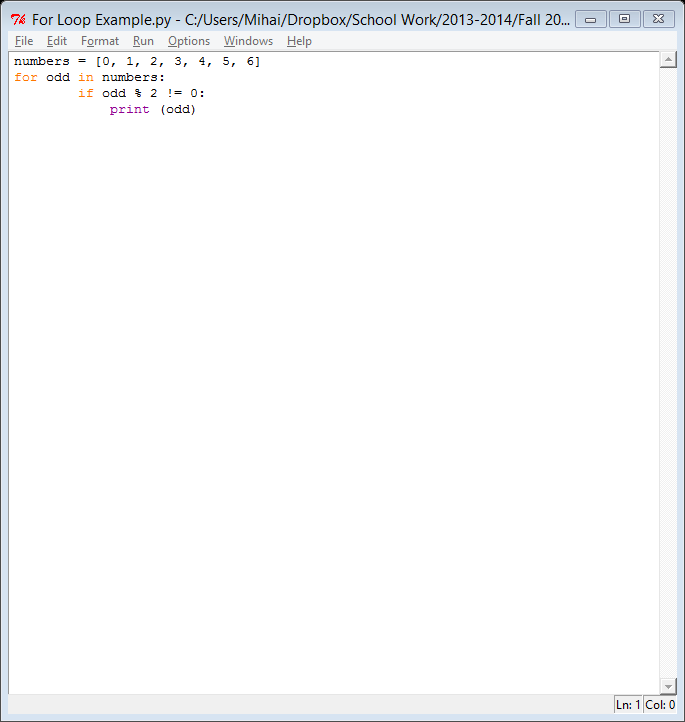 For Loop Example.py - C:/Users/Mihai/Dropbox/School Work/2013-2014/Fall 20...
File Edit Format Run Options Windows Help
numbers = [0, 1, 2, 3, 4, 5, 6]
for odd in numbers:
        if odd % 2 != 0:
            print (odd)
Ln: 1 Col: 0